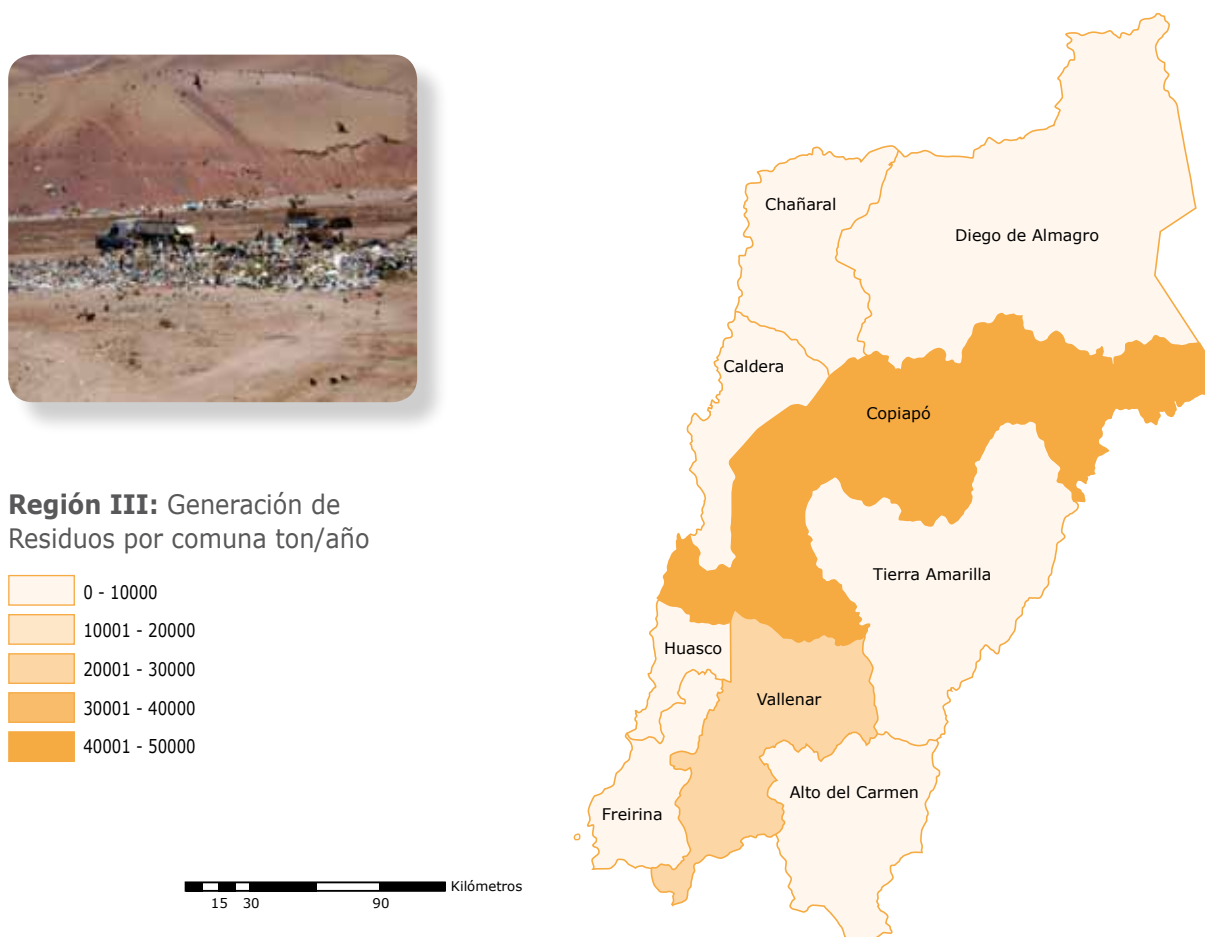 Región III: Generación de
Residuos por comuna ton/año
0 - 10000
10001 - 20000
20001 - 30000
30001 - 40000
40001 - 50000
15 30 90 Kilómetros
Chañaral
Diego de Almagro
Caldera
Copiapó
Tierra Amarilla
Huasco
Vallenar
Alto del Carmen
Freirina